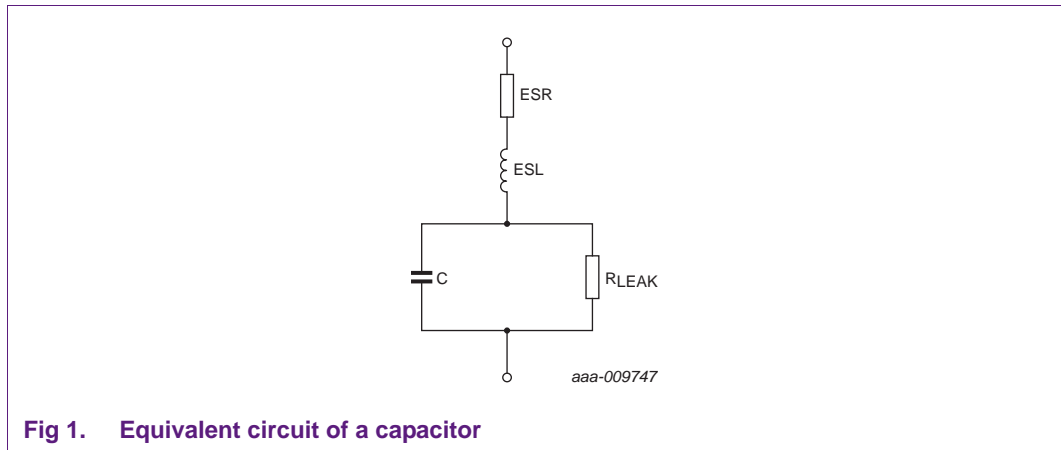 ESR
ESL
C
RLEAK
aaa-009747
Fig 1. Equivalent circuit of a capacitor